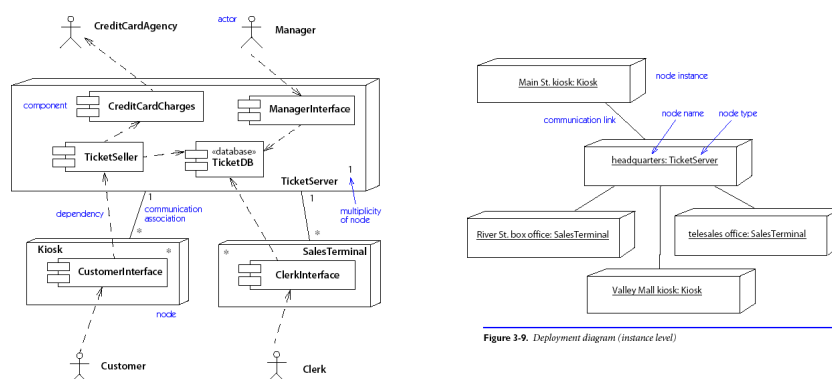 CreditCardAgency
actor
Manager
component
CreditCardCharges
ManagerInterface
TicketSeller
«database»
TicketDB
1
TicketServer
dependency
1
communication
association
1
multiplicity
of node
*
*
Kiosk
*
*
SalesTerminal
CustomerInterface
ClerkInterface
node
Customer
Clerk
Main St. kiosk: Kiosk
node instance
communication link
node name
node type
headquarters: TicketServer
River St. box office: SalesTerminal
telesales office: SalesTerminal
Valley Mall kiosk: Kiosk
Figure 3-9. Deployment diagram (instance level)